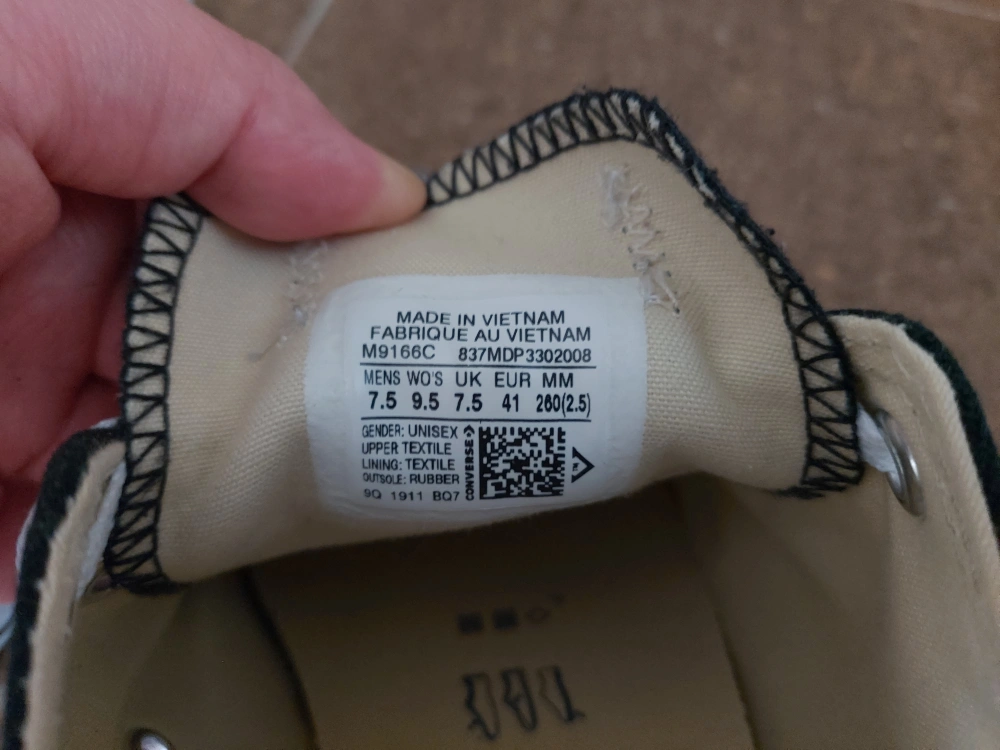 MADE IN VIETNAM
FABRIQUE AU VIETNAM
M9166C 837MDP3302008
MENS WO'S UK EUR MM
7.5 9.5 7.5 41 260(2.5)
GENDER: UNISEX
UPPER TEXTILE
LINING: TEXTILE
OUTSOLE: RUBBER
9Q 1911 BQ7
CONVERSE